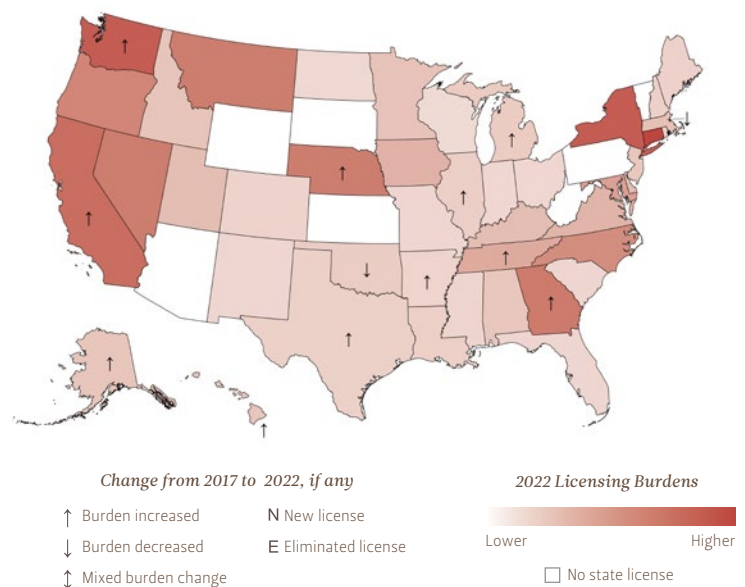 Change from 2017 to 2022, if any
↑ Burden increased
↓ Burden decreased
↕ Mixed burden change
N New license
E Eliminated license
2022 Licensing Burdens
Lower Higher
No state license